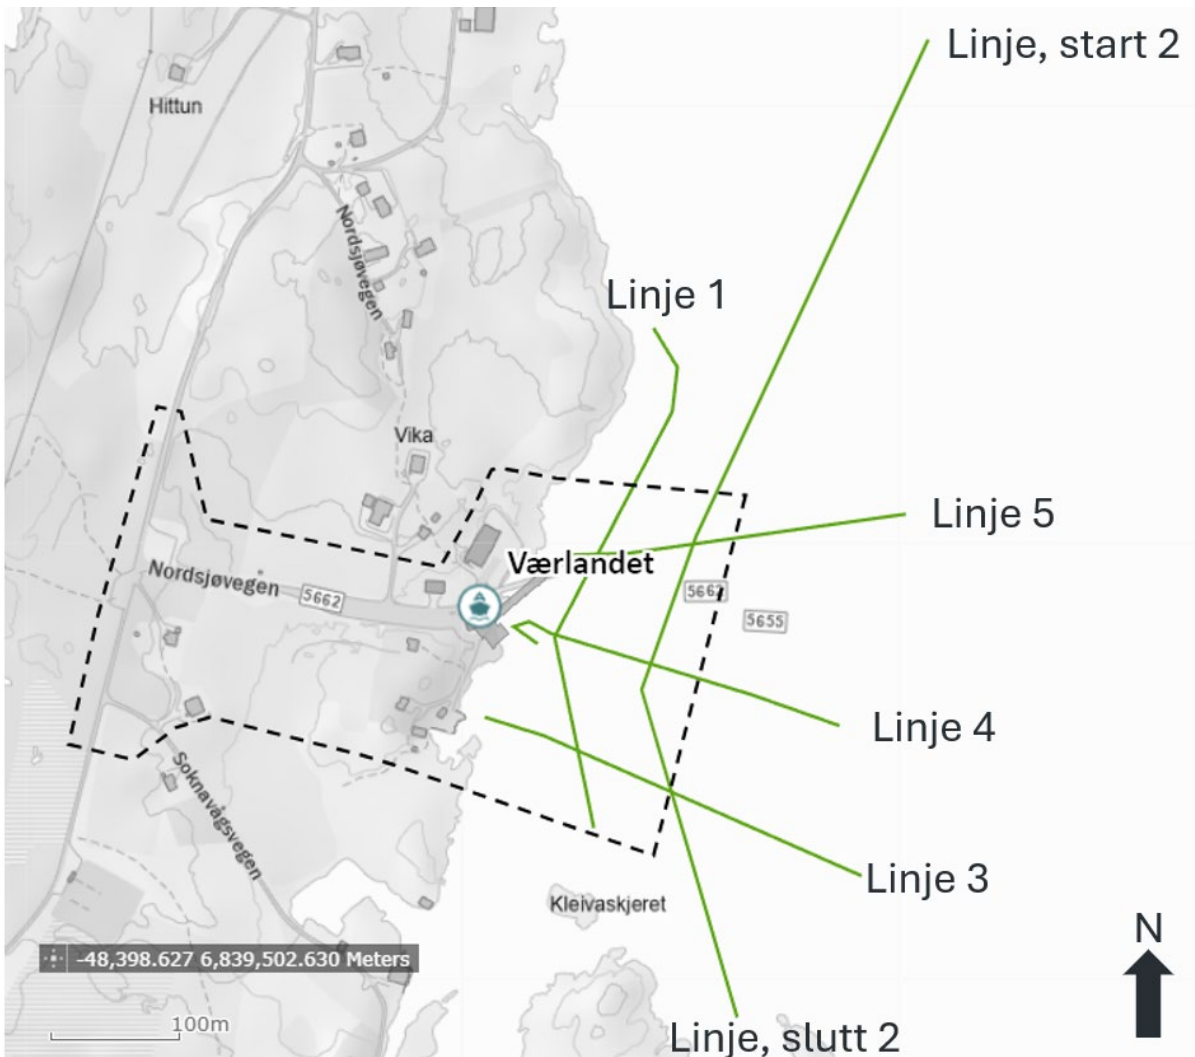 Linje, start 2
Hittun
Nordsjøvegen
Linje 1
Vika
Linje 5
Værlandet
Nordsjøvegen
5662
5662
5655
Linje 4
Soknavågsvegen
Linje 3
Kleivaskjeret
N
-48,398.627 6,839,502.630 Meters
100m
Linje, slutt 2